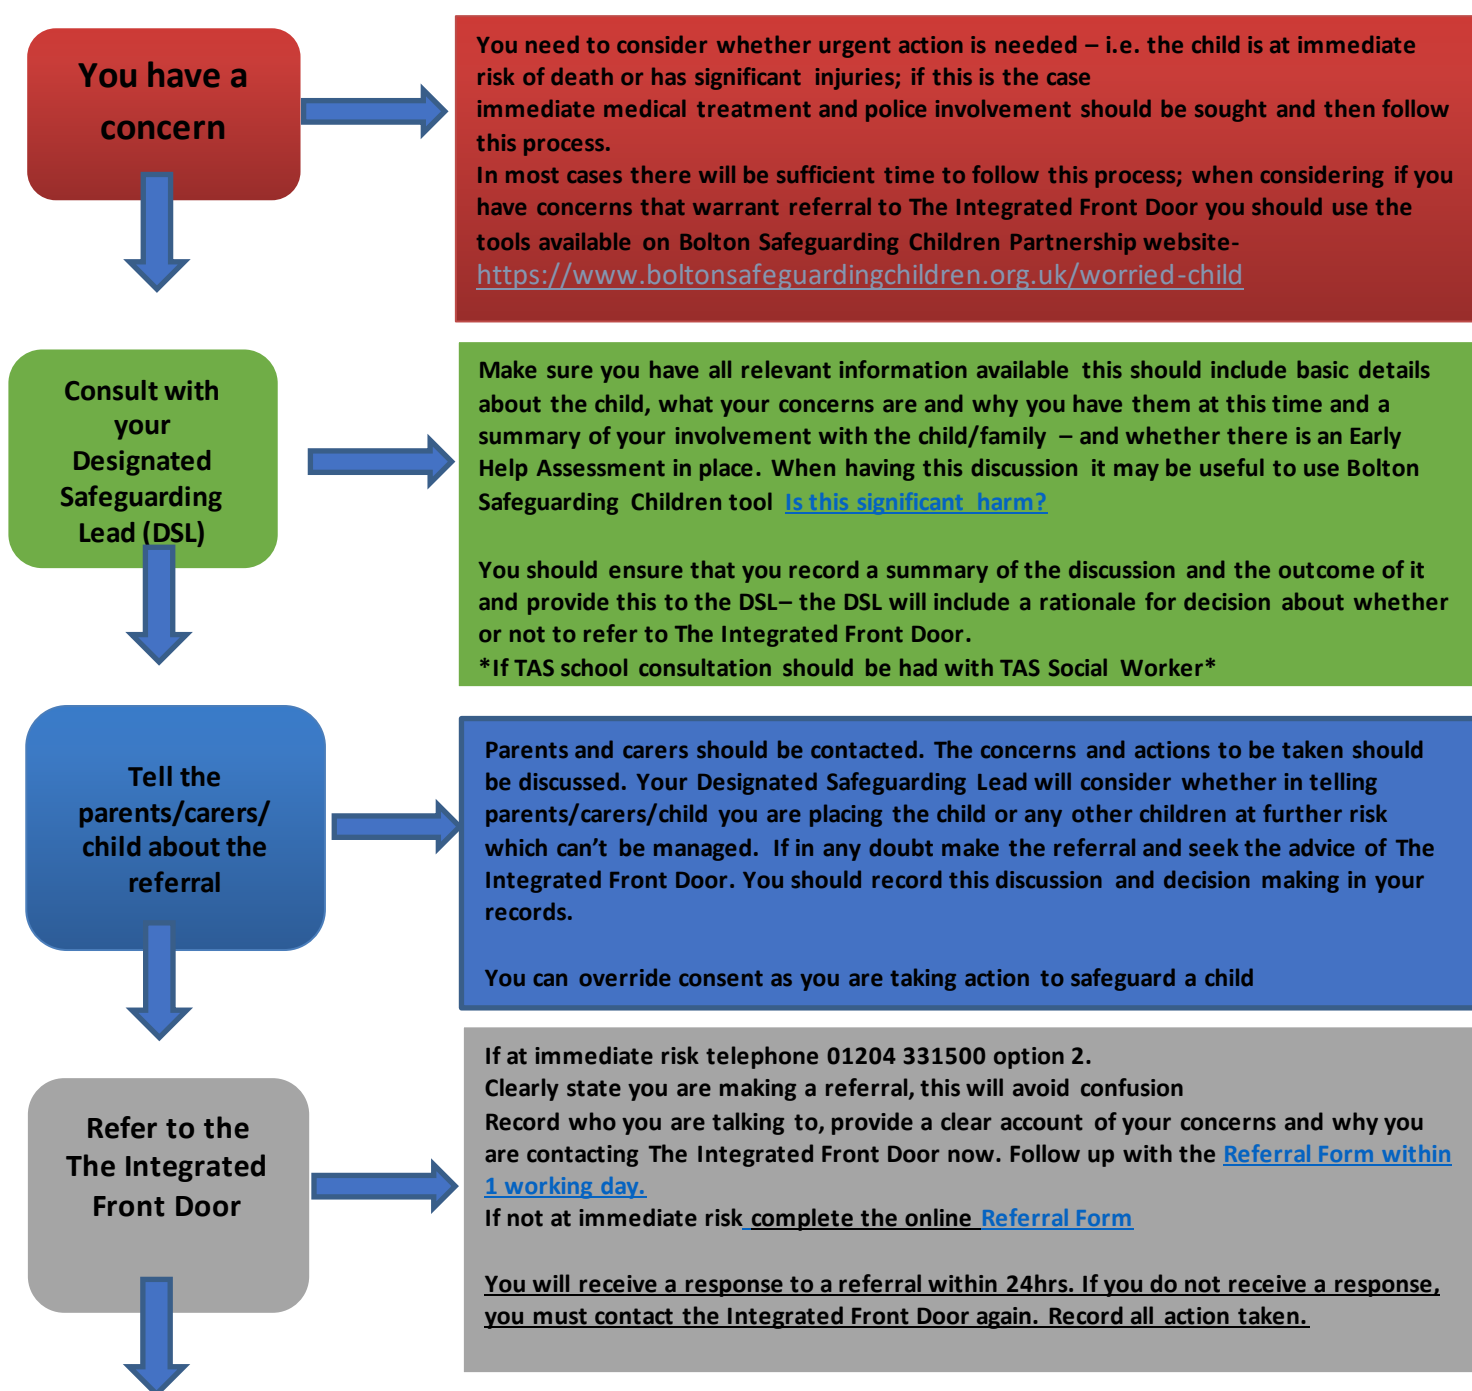 You have a
concern
You need to consider whether urgent action is needed – i.e. the child is at immediate
risk of death or has significant injuries; if this is the case
immediate medical treatment and police involvement should be sought and then follow
this process.
In most cases there will be sufficient time to follow this process; when considering if you
have concerns that warrant referral to The Integrated Front Door you should use the
tools available on Bolton Safeguarding Children Partnership website-
https://www.boltonsafeguardingchildren.org.uk/worried-child
Consult with
your
Designated
Safeguarding
Lead (DSL)
Make sure you have all relevant information available this should include basic details
about the child, what your concerns are and why you have them at this time and a
summary of your involvement with the child/family – and whether there is an Early
Help Assessment in place. When having this discussion it may be useful to use Bolton
Safeguarding Children tool Is this significant harm?
You should ensure that you record a summary of the discussion and the outcome of it
and provide this to the DSL– the DSL will include a rationale for decision about whether
or not to refer to The Integrated Front Door.
*If TAS school consultation should be had with TAS Social Worker*
Tell the
parents/carers/
child about the
referral
Parents and carers should be contacted. The concerns and actions to be taken should
be discussed. Your Designated Safeguarding Lead will consider whether in telling
parents/carers/child you are placing the child or any other children at further risk
which can’t be managed. If in any doubt make the referral and seek the advice of The
Integrated Front Door. You should record this discussion and decision making in your
records.
You can override consent as you are taking action to safeguard a child
Refer to the
The Integrated
Front Door
If at immediate risk telephone 01204 331500 option 2.
Clearly state you are making a referral, this will avoid confusion
Record who you are talking to, provide a clear account of your concerns and why you
are contacting The Integrated Front Door now. Follow up with the Referral Form within
1 working day.
If not at immediate risk complete the online Referral Form
You will receive a response to a referral within 24hrs. If you do not receive a response,
you must contact the Integrated Front Door again. Record all action taken.